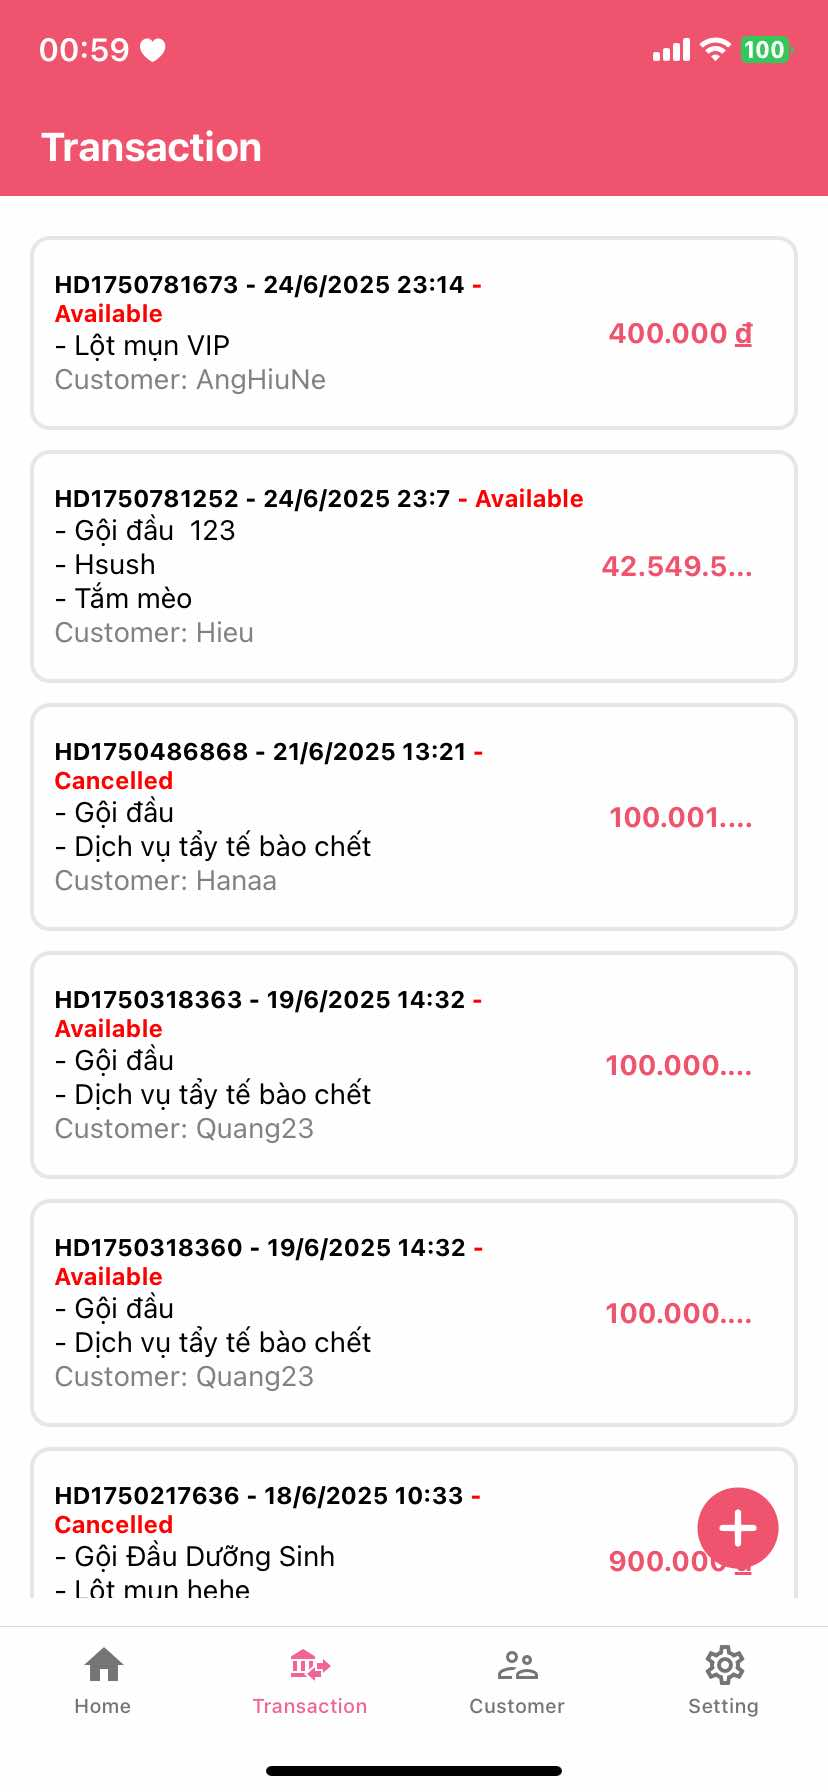 00:59
100
Transaction
HD1750781673 - 24/6/2025 23:14 -
Available
- Lột mụn VIP
Customer: AngHiuNe
400.000 ₫
HD1750781252 - 24/6/2025 23:7 - Available
- Gội đầu  123
- Hsush
- Tắm mèo
Customer: Hieu
42.549.5...
HD1750486868 - 21/6/2025 13:21 -
Cancelled
- Gội đầu
- Dịch vụ tẩy tế bào chết
Customer: Hanaa
100.001....
HD1750318363 - 19/6/2025 14:32 -
Available
- Gội đầu
- Dịch vụ tẩy tế bào chết
Customer: Quang23
100.000....
HD1750318360 - 19/6/2025 14:32 -
Available
- Gội đầu
- Dịch vụ tẩy tế bào chết
Customer: Quang23
100.000....
HD1750217636 - 18/6/2025 10:33 -
Cancelled
- Gội Đầu Dưỡng Sinh
- Lột mụn hehe
900.000 ₫
Home
Transaction
Customer
Setting